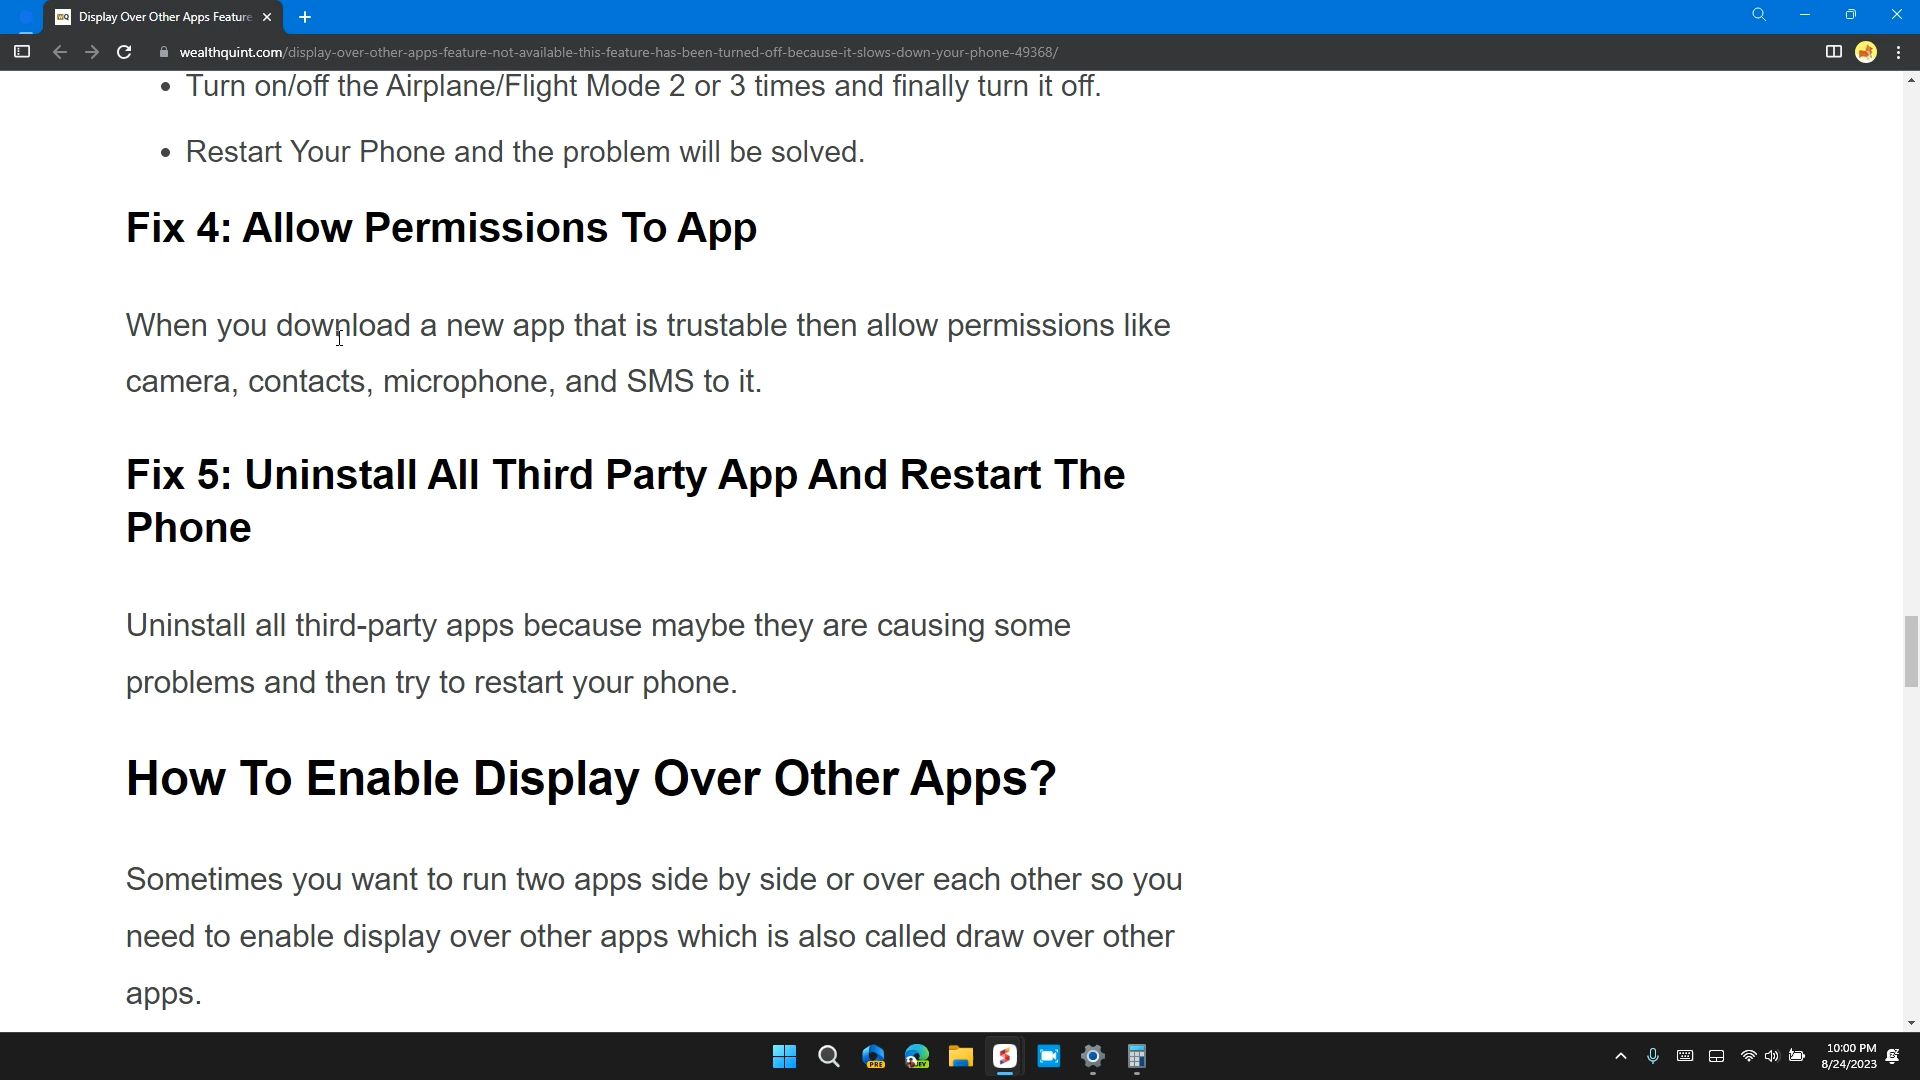 Display Over Other Apps Feature
wealthquint.com/display-over-other-apps-feature-not-available-this-feature-has-been-turned-off-because-it-slows-down-your-phone-49368/
• Turn on/off the Airplane/Flight Mode 2 or 3 times and finally turn it off.
• Restart Your Phone and the problem will be solved.
Fix 4: Allow Permissions To App
When you download a new app that is trustable then allow permissions like
camera, contacts, microphone, and SMS to it.
Fix 5: Uninstall All Third Party App And Restart The
Phone
Uninstall all third-party apps because maybe they are causing some
problems and then try to restart your phone.
How To Enable Display Over Other Apps?
Sometimes you want to run two apps side by side or over each other so you
need to enable display over other apps which is also called draw over other
apps.
PRE
10:00 PM
8/24/2023